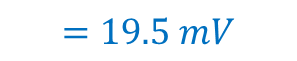 = 19.5 mV